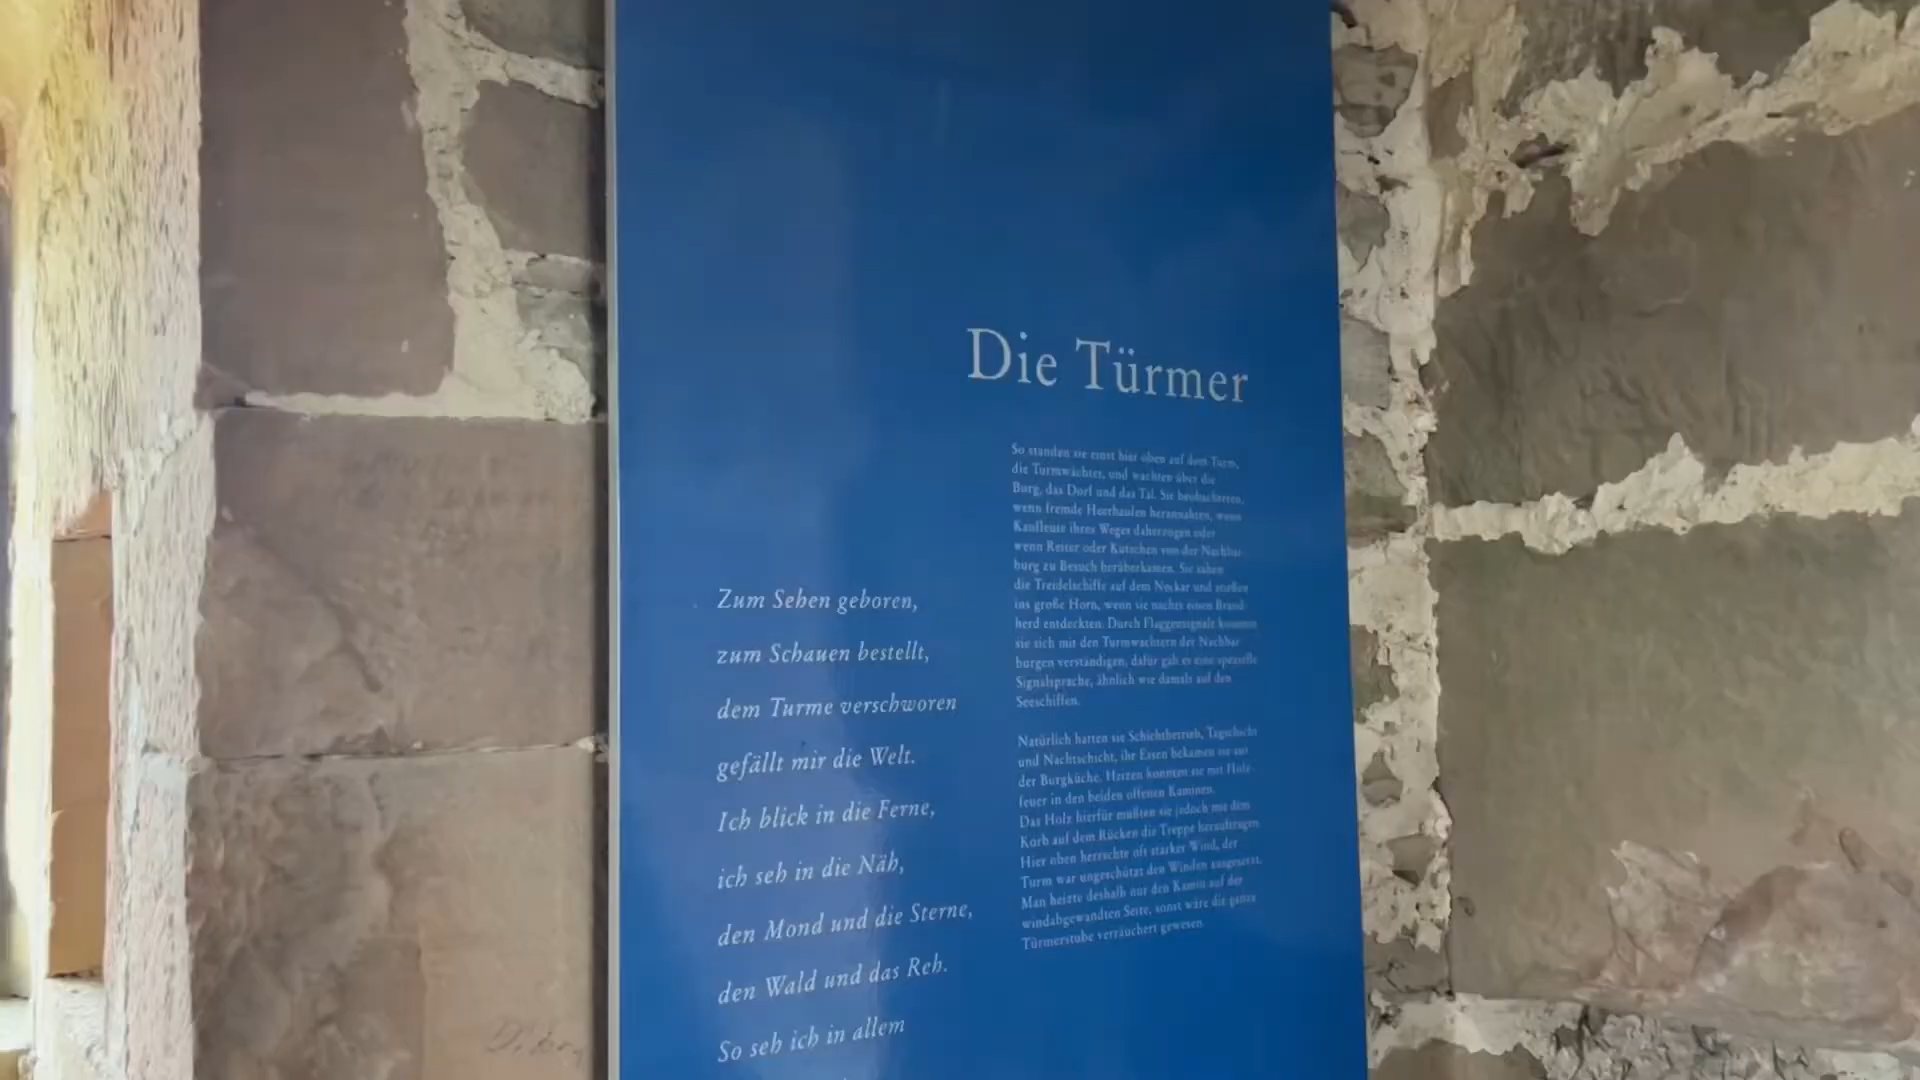 Die Türmer
So standen sie einst hier oben auf dem Turm,
die Turmwächter, und wachten über die
Burg, das Dorf und das Tal. Sie beobachteten,
wenn fremde Heerhaufen herannahten, wenn
Kaufleute ihres Weges daherzogen oder
wenn Reiter oder Kutschen von der Nachbar-
burg zu Besuch herüberkamen. Sie sahen
die Treidelschiffe auf dem Neckar und stießen
ins große Horn, wenn sie nachts einen Brand-
herd entdeckten. Durch Flaggensignale konnten
sie sich mit den Turmwächtern der Nachbar-
burgen verständigen, dafür gab es eine spezielle
Signalsprache, ähnlich wie damals auf den
Seeschiffen.
Natürlich hatten sie Schichtbetrieb, Tagschicht
und Nachtschicht, ihr Essen bekamen sie aus
der Burgküche. Heizen konnten sie mit Holz-
feuer in den beiden offenen Kaminen.
Das Holz hierfür mußten sie jedoch mit dem
Korb auf dem Rücken die Treppe herauftragen.
Hier oben herrschte oft starker Wind, der
Turm war ungeschützt den Winden ausgesetzt.
Man heizte deshalb nur den Kamin auf der
windabgewandten Seite, sonst wäre die ganze
Türmerstube verräuchert gewesen.
Zum Sehen geboren,
zum Schauen bestellt,
dem Turme verschworen
gefällt mir die Welt.
Ich blick in die Ferne,
ich seh in die Näh,
den Mond und die Sterne,
den Wald und das Reh.
So seh ich in allem